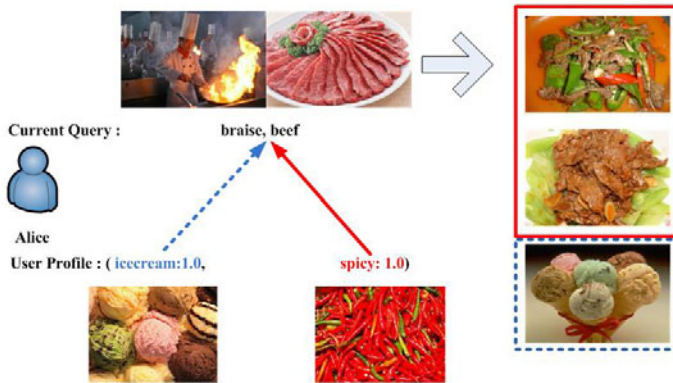 Current Query :
braise, beef
Alice
User Profile : ( icecream:1.0,
spicy: 1.0)